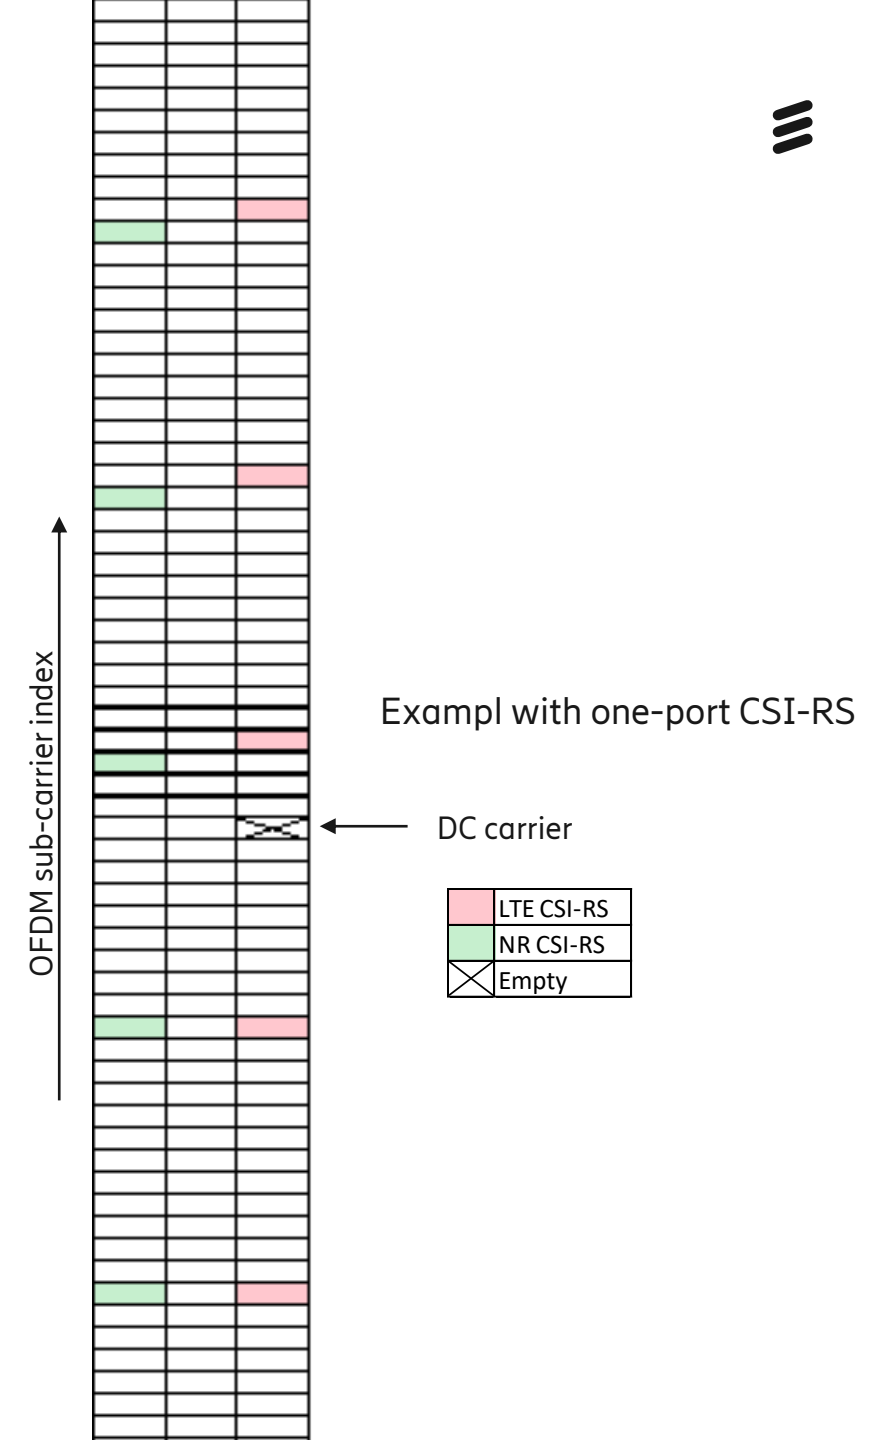 OFDM sub-carrier index
Exampl with one-port CSI-RS
DC carrier
LTE CSI-RS
NR CSI-RS
Empty